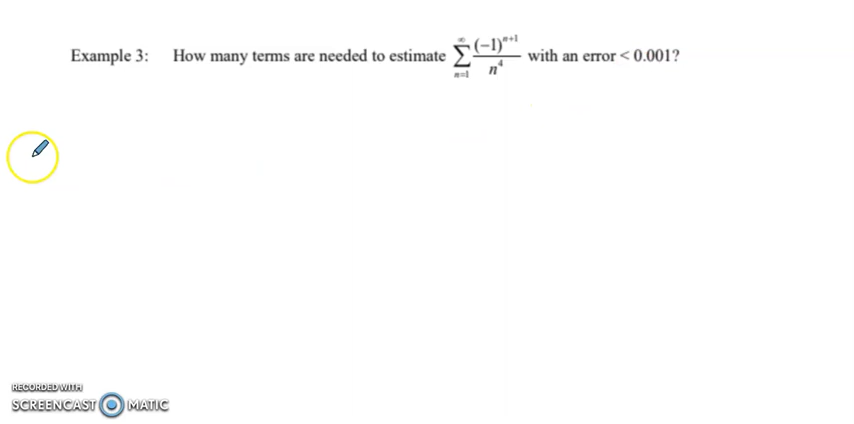 Example 3: How many terms are needed to estimate ∑_{n=1}^{∞} (−1)^{n+1}/n^4 with an error < 0.001?
RECORDED WITH
SCREENCAST MATIC